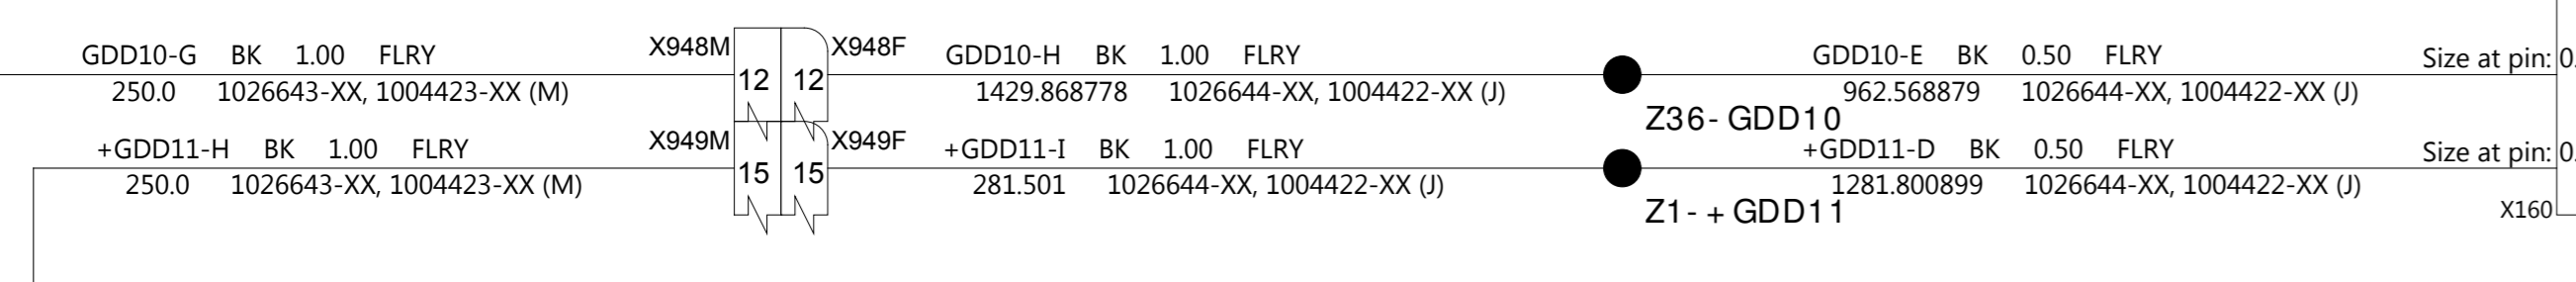 GDD10-G BK 1.00 FLRY
250.0 1026643-XX, 1004423-XX (M)
X948M
12
12
X948F
GDD10-H BK 1.00 FLRY
1429.868778 1026644-XX, 1004422-XX (J)
Z36-GDD10
GDD10-E BK 0.50 FLRY
962.568879 1026644-XX, 1004422-XX (J)
Size at pin: 0.
+GDD11-H BK 1.00 FLRY
250.0 1026643-XX, 1004423-XX (M)
X949M
15
15
X949F
+GDD11-I BK 1.00 FLRY
281.501 1026644-XX, 1004422-XX (J)
Z1-+GDD11
+GDD11-D BK 0.50 FLRY
1281.800899 1026644-XX, 1004422-XX (J)
Size at pin: 0.
X160